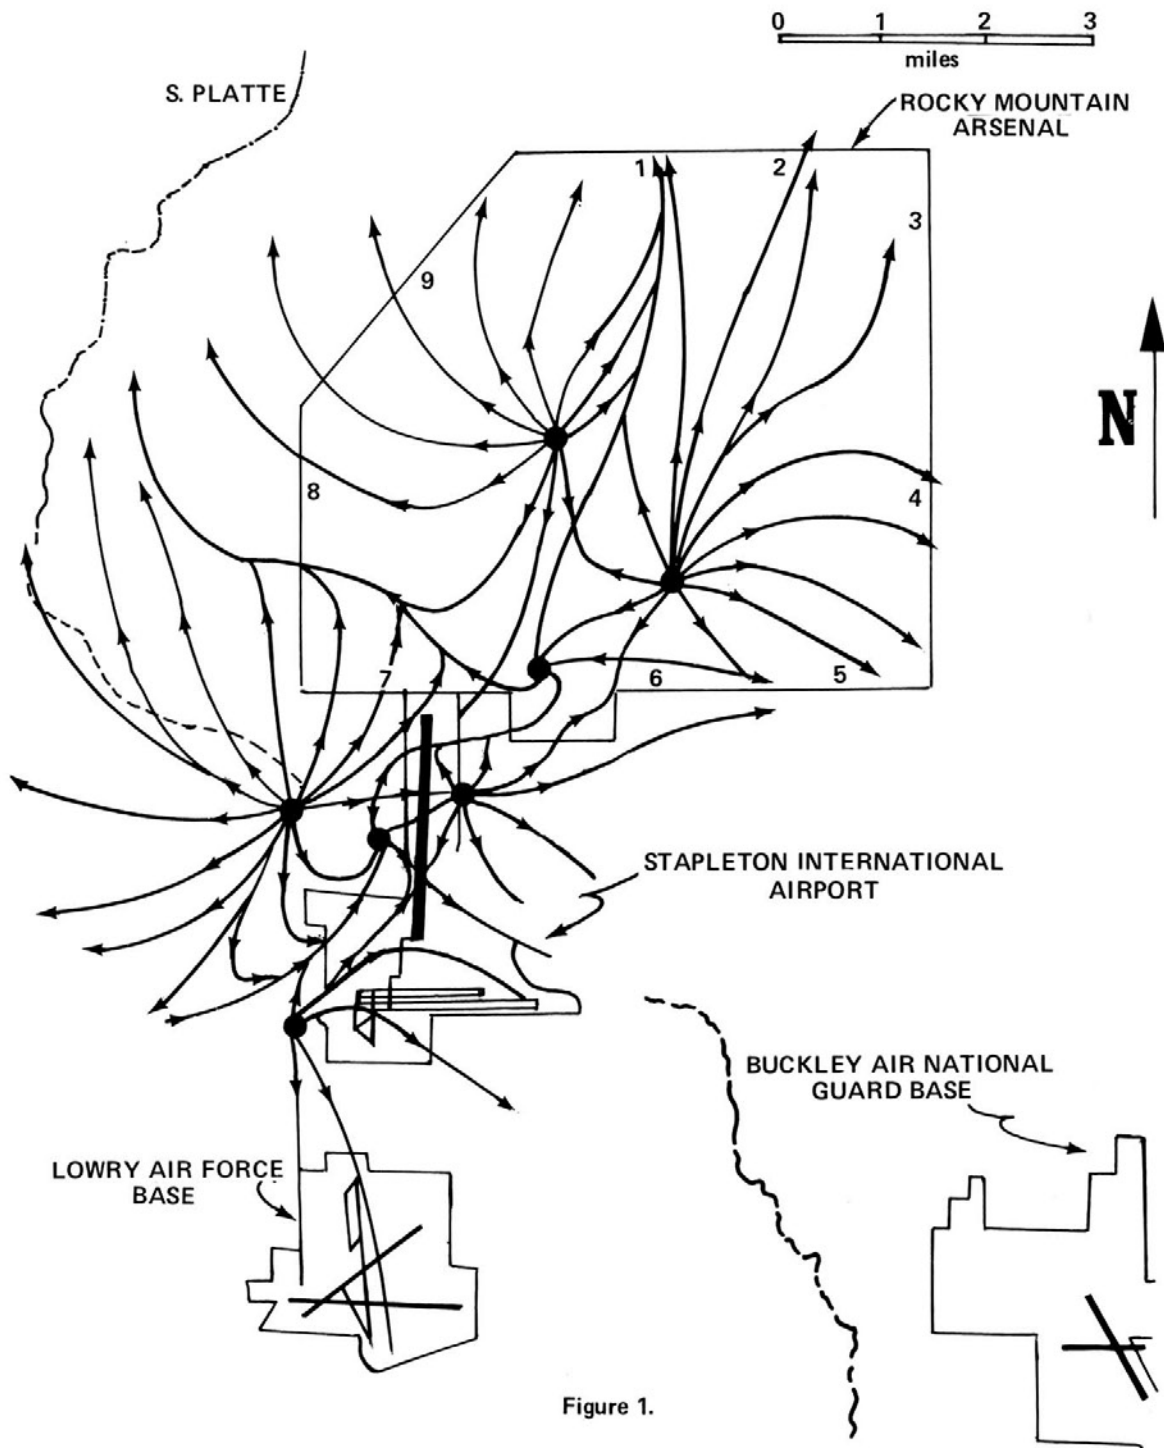 0 1 2 3
miles
S. PLATTE
ROCKY MOUNTAIN
ARSENAL
1
2
3
9
N
8
4
7
6
5
STAPLETON INTERNATIONAL
AIRPORT
BUCKLEY AIR NATIONAL
GUARD BASE
LOWRY AIR FORCE
BASE
Figure 1.